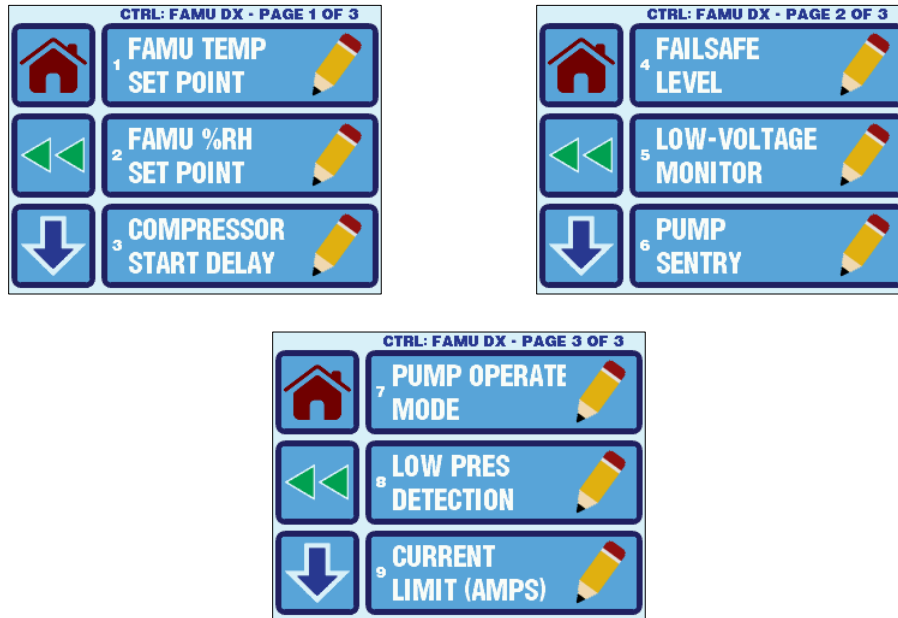 CTRL: FAMU DX - PAGE 1 OF 3
1 FAMU TEMP
SET POINT
2 FAMU %RH
SET POINT
3 COMPRESSOR
START DELAY
CTRL: FAMU DX - PAGE 2 OF 3
4 FAILSAFE
LEVEL
5 LOW-VOLTAGE
MONITOR
6 PUMP
SENTRY
CTRL: FAMU DX - PAGE 3 OF 3
7 PUMP OPERATE
MODE
8 LOW PRES
DETECTION
9 CURRENT
LIMIT (AMPS)